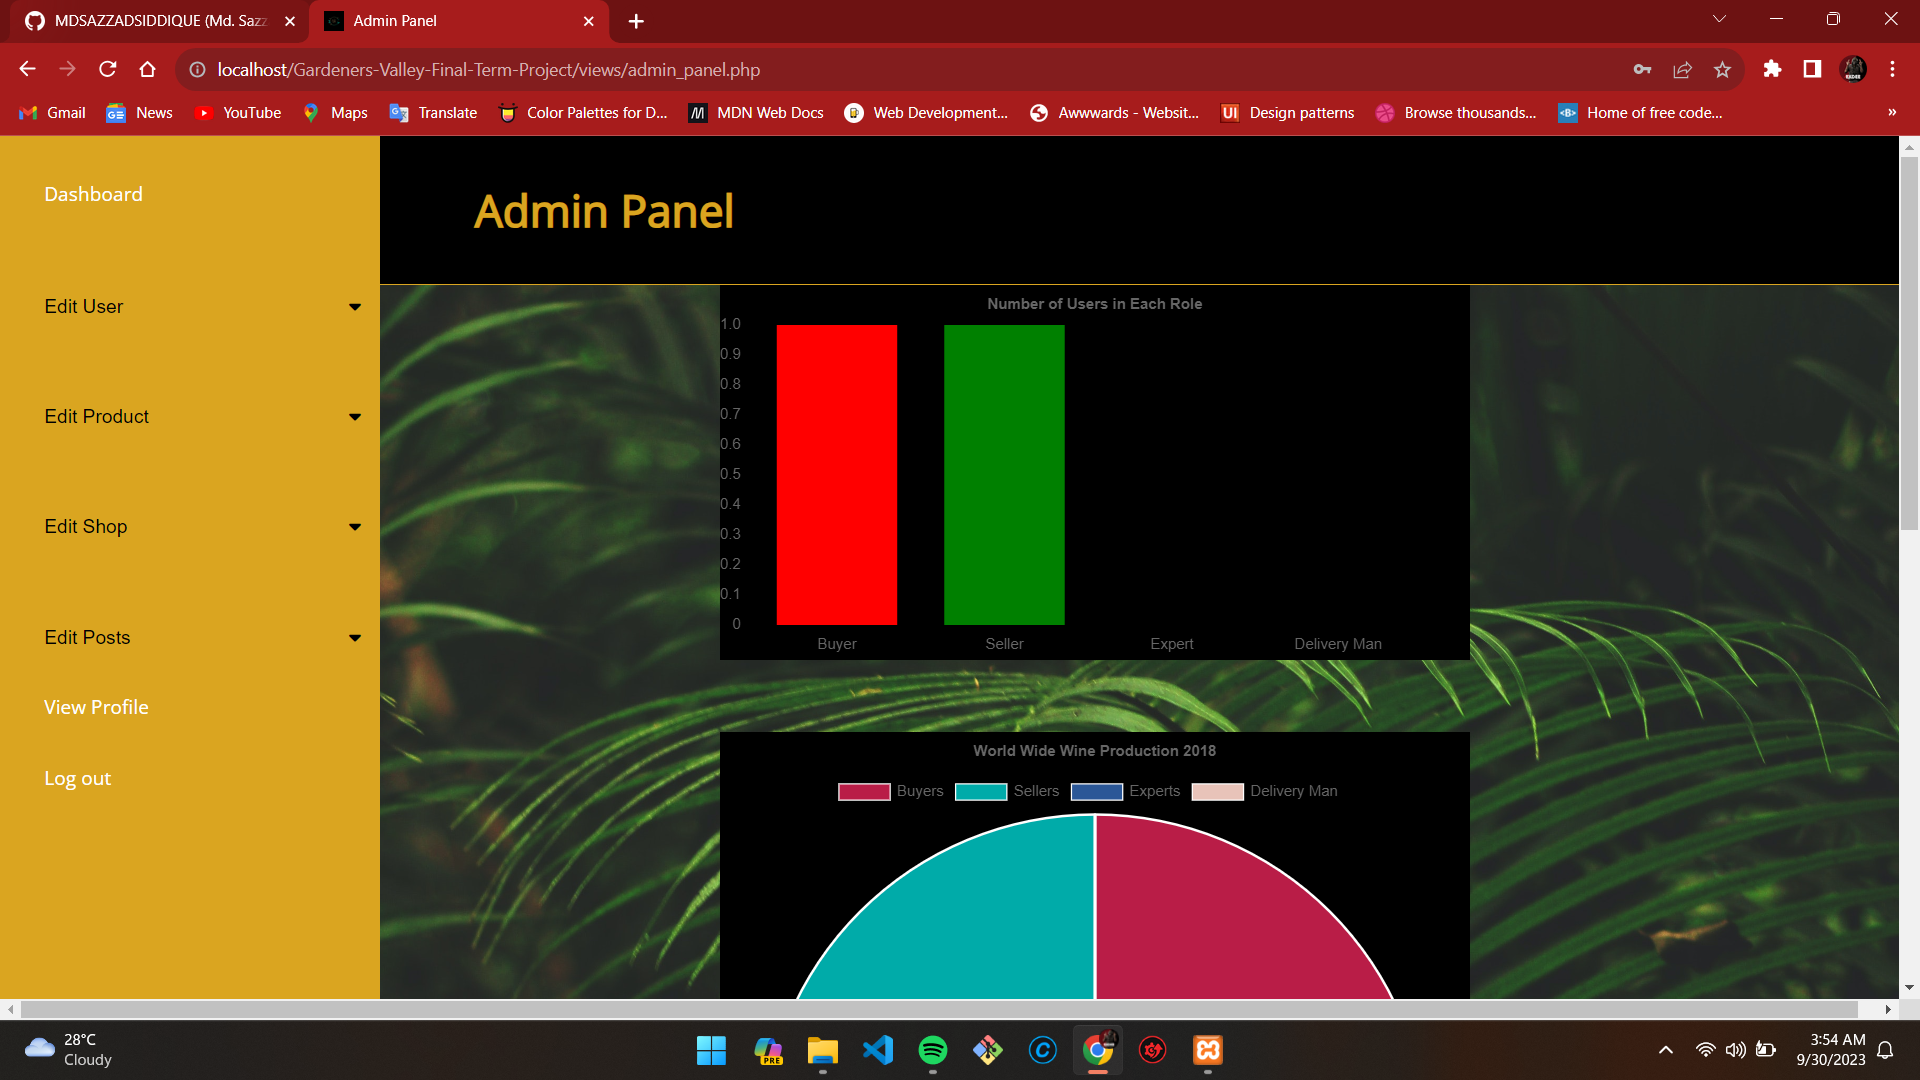 MDSAZZADSIDDIQUE (Md. Sazz
Admin Panel
localhost/Gardeners-Valley-Final-Term-Project/views/admin_panel.php
Gmail
News
YouTube
Maps
Translate
Color Palettes for D...
MDN Web Docs
Web Development...
Awwwards - Websit...
UI
Design patterns
Browse thousands...
Home of free code...
»
Dashboard
Edit User
Edit Product
Edit Shop
Edit Posts
View Profile
Log out
Admin Panel
Number of Users in Each Role
1.0
0.9
0.8
0.7
0.6
0.5
0.4
0.3
0.2
0.1
0
Buyer Seller Expert Delivery Man
World Wide Wine Production 2018
Buyers Sellers Experts Delivery Man
28°C
Cloudy
PRE
3:54 AM
9/30/2023